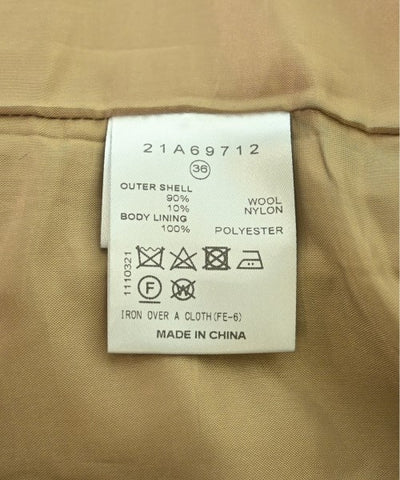 21A69712
36
OUTER SHELL
90% WOOL
10% NYLON
BODY LINING
100% POLYESTER
1110321
F
W
IRON OVER A CLOTH(FE-6)
MADE IN CHINA